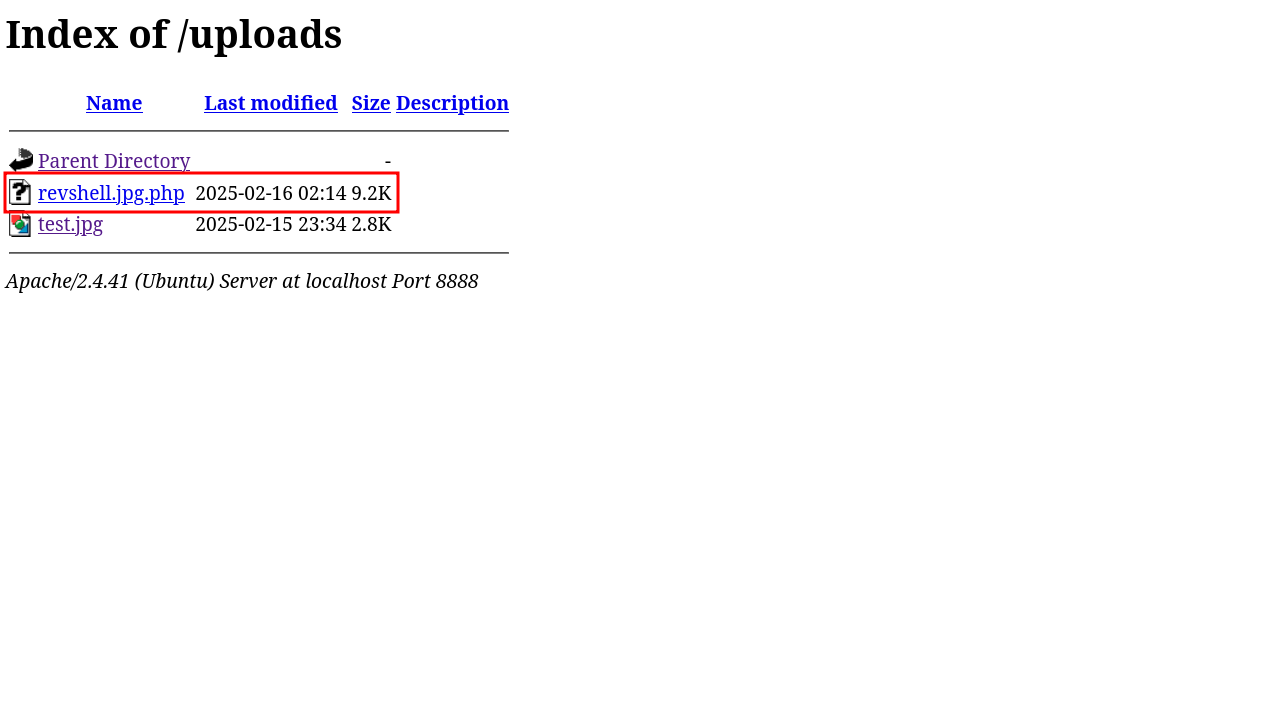 Index of /uploads
Name Last modified Size Description
Parent Directory -
revshell.jpg.php 2025-02-16 02:14 9.2K
test.jpg 2025-02-15 23:34 2.8K
Apache/2.4.41 (Ubuntu) Server at localhost Port 8888